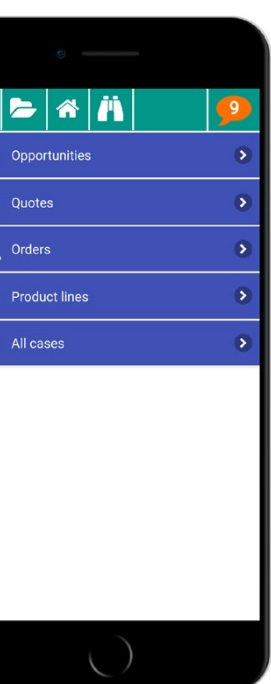 9
Opportunities
Quotes
Orders
Product lines
All cases